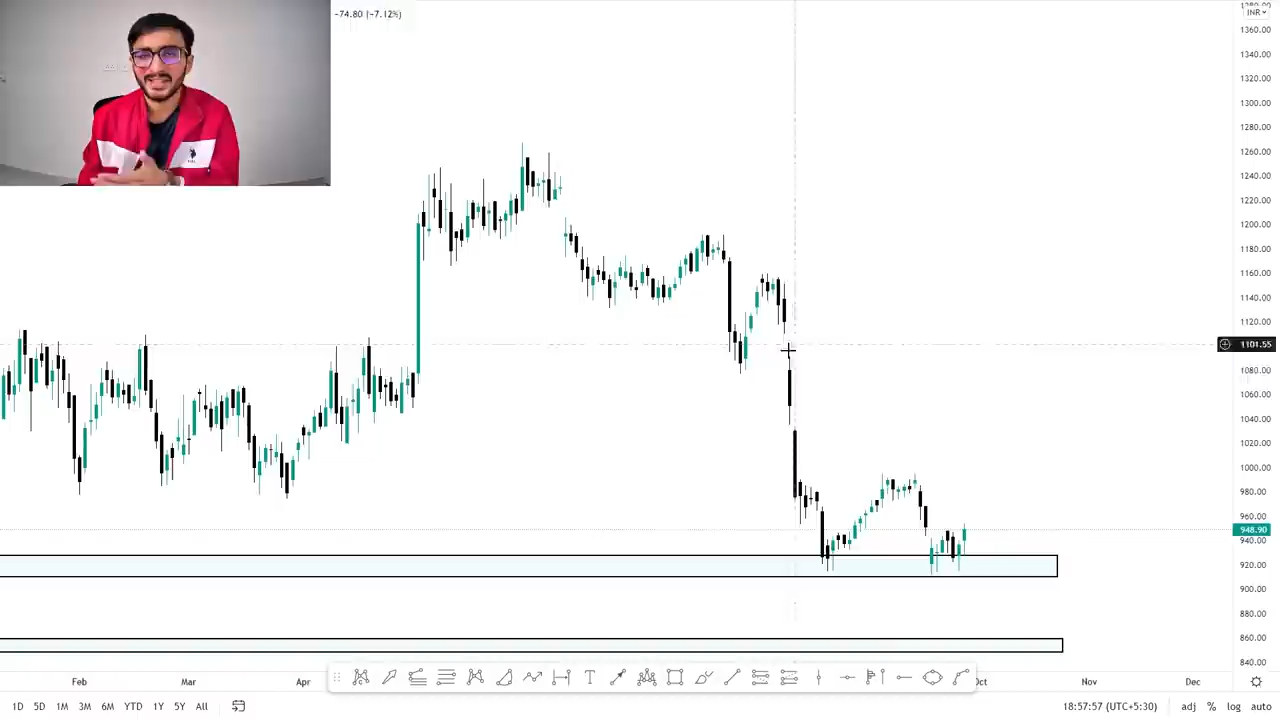 -74.80 (-7.12%)
INR
1360.00
1340.00
1320.00
1300.00
1280.00
1260.00
1240.00
1220.00
1200.00
1180.00
1160.00
1140.00
1120.00
1101.55
1080.00
1060.00
1040.00
1020.00
1000.00
980.00
960.00
948.90
940.00
920.00
900.00
880.00
860.00
840.00
Feb
Mar
Apr
Oct
Nov
Dec
1D 5D 1M 3M 6M YTD 1Y 5Y All
18:57:57 (UTC+5:30)
adj % log auto